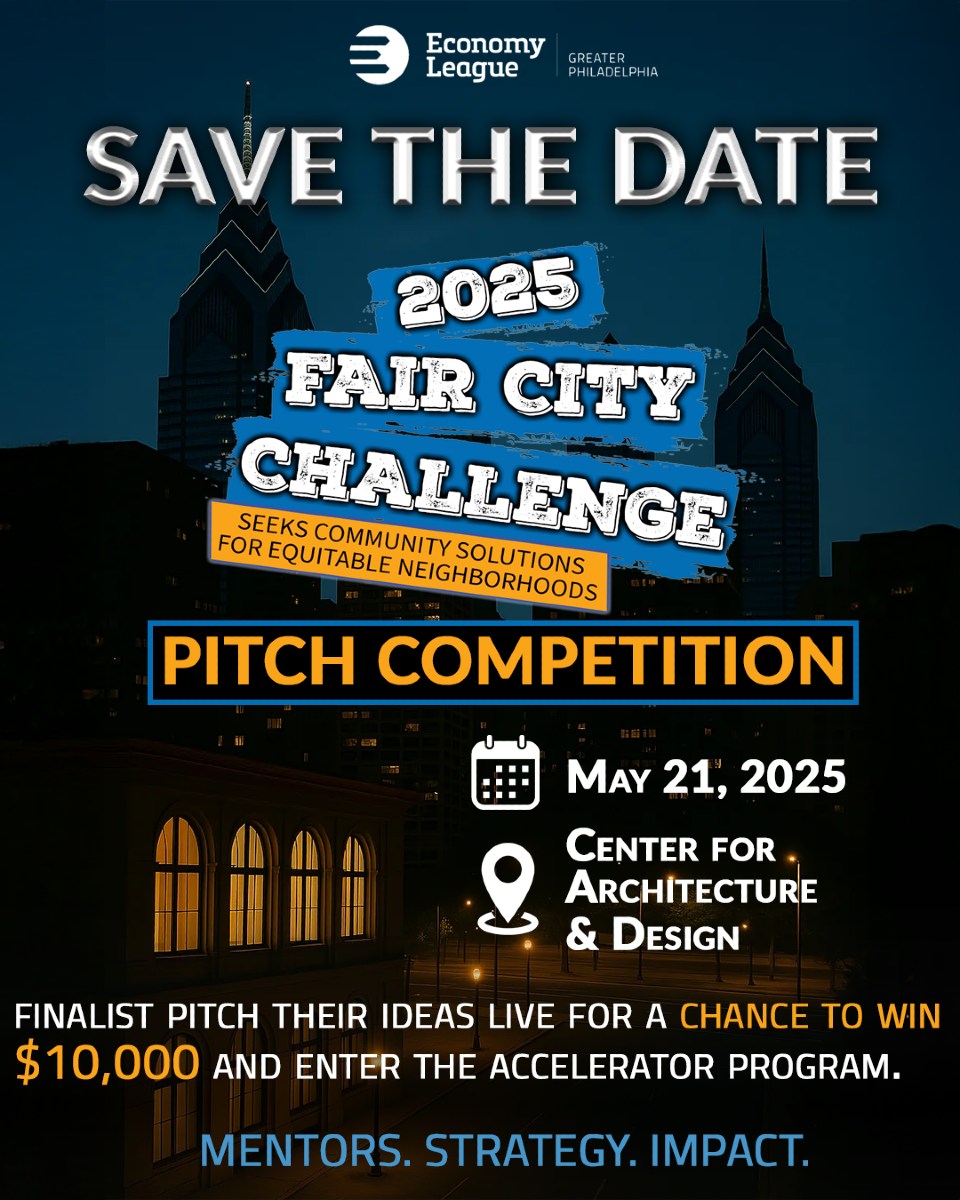 Economy
League
GREATER
PHILADELPHIA
SAVE THE DATE
2025
FAIR CITY
CHALLENGE
SEEKS COMMUNITY SOLUTIONS
FOR EQUITABLE NEIGHBORHOODS
PITCH COMPETITION
MAY 21, 2025
CENTER FOR
ARCHITECTURE
& DESIGN
FINALIST PITCH THEIR IDEAS LIVE FOR A CHANCE TO WIN
$10,000 AND ENTER THE ACCELERATOR PROGRAM.
MENTORS. STRATEGY. IMPACT.